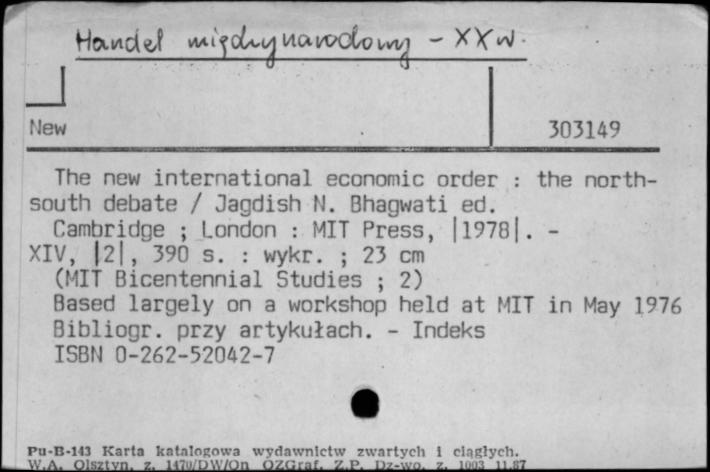 Handel międzynarodowy - XX w.
New
303149
The new international economic order : the north-
south debate / Jagdish N. Bhagwati ed.
Cambridge ; London : MIT Press, |1978|. -
XIV, |2|, 390 s. : wykr. ; 23 cm
(MIT Bicentennial Studies ; 2)
Based largely on a workshop held at MIT in May 1976
Bibliogr. przy artykułach. - Indeks
ISBN 0-262-52042-7
Pu-B-143 Karta katalogowa wydawnictw zwartych i ciągłych.
W.A. Olsztyn, z. 1470/DW/On OZGraf. Z.P. Dz-wo, z. 1003 11.87